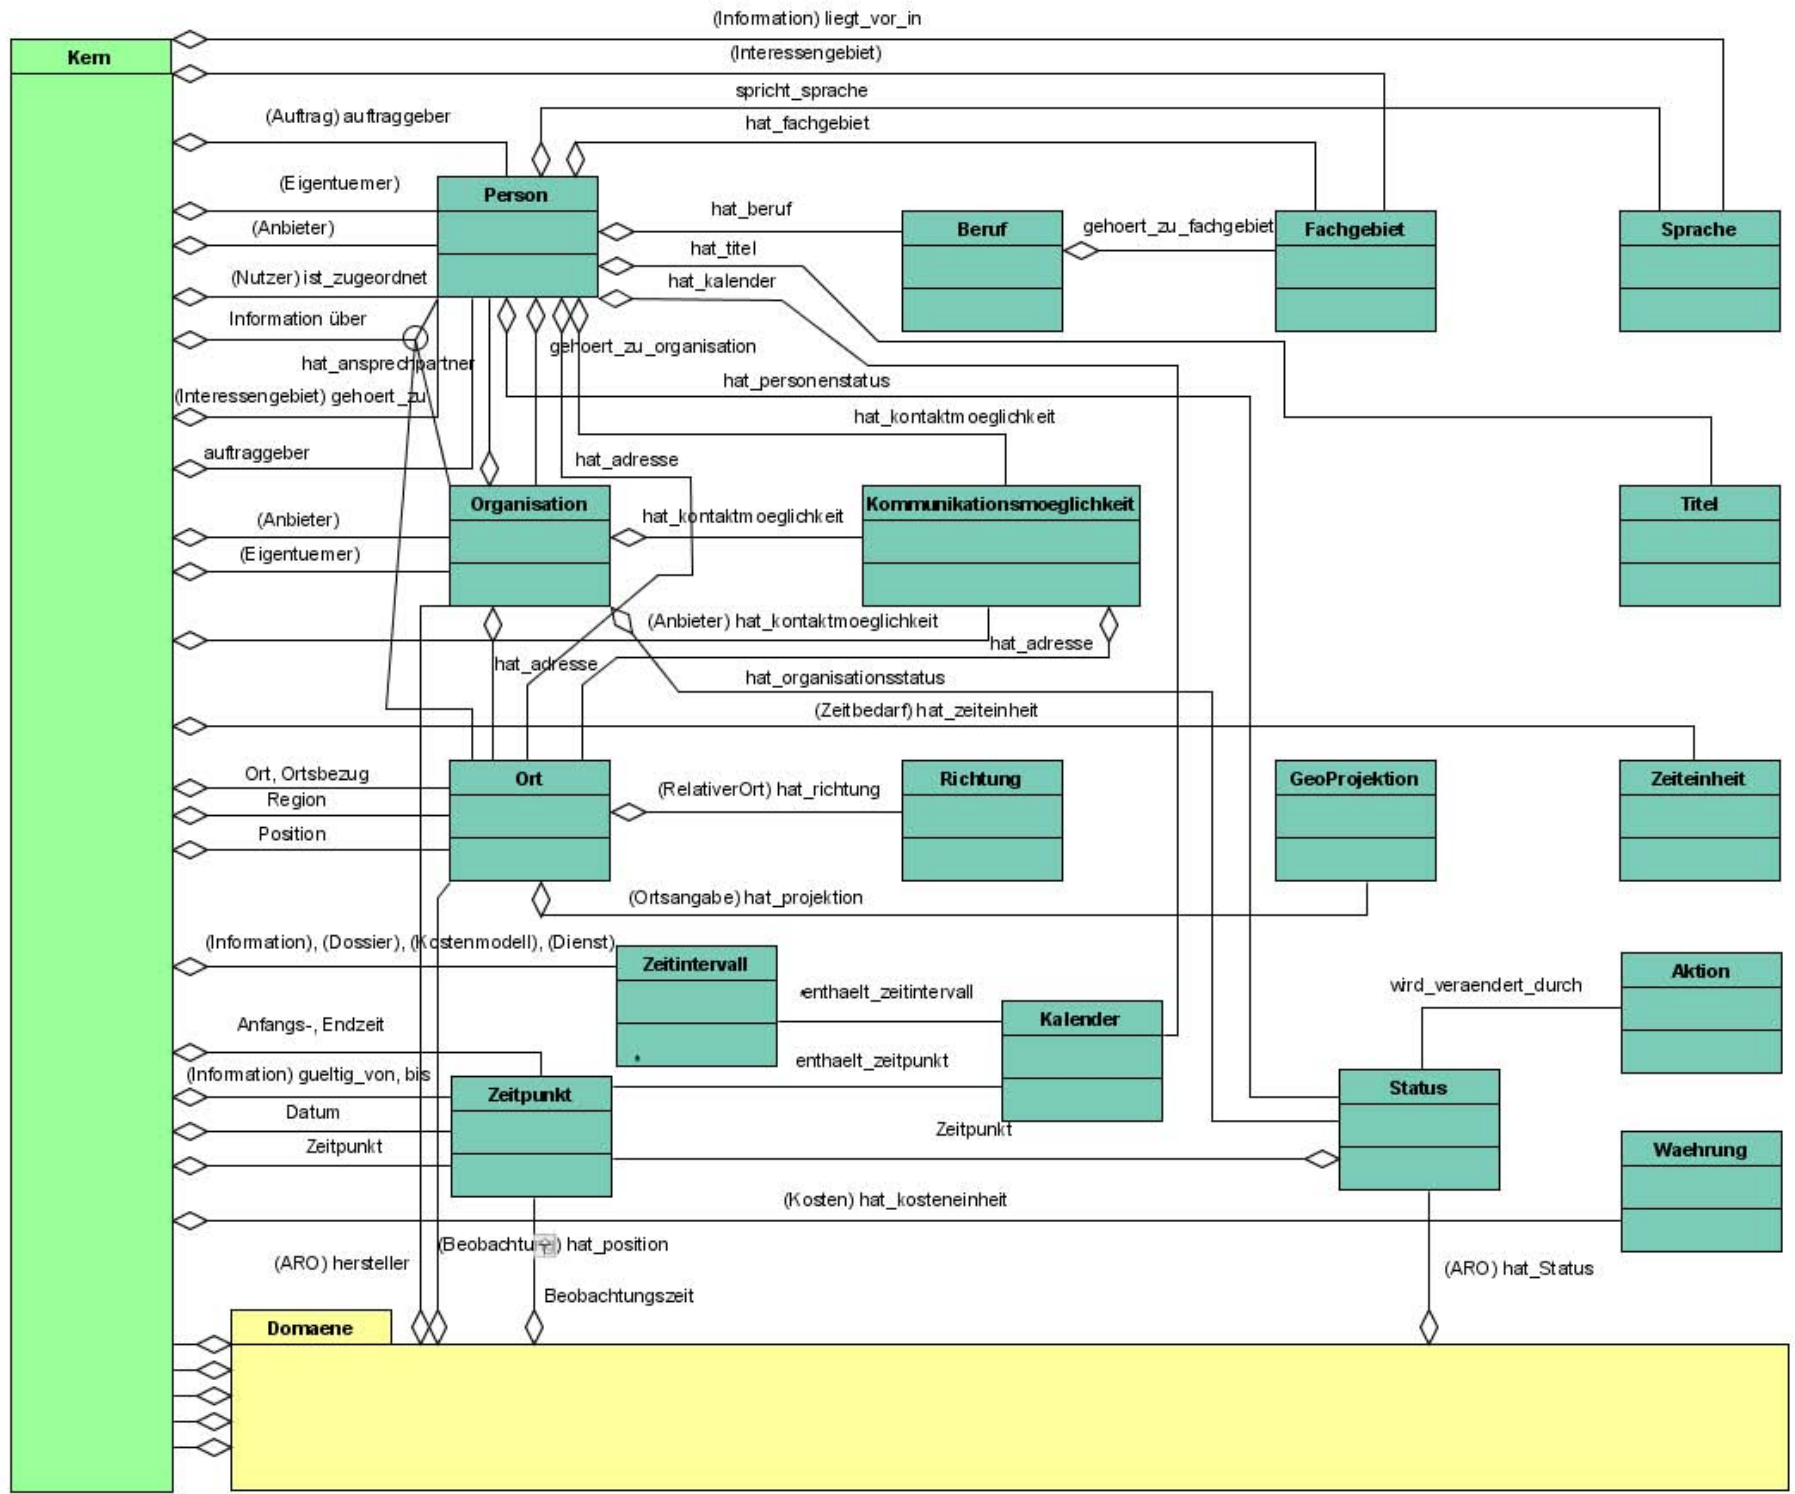 (Information) liegt_vor_in
Kern
(Interessengebiet)
spricht_sprache
(Auftrag) auftraggeber
hat_fachgebiet
(Eigentuemer)
Person
hat_beruf
(Anbieter)
Beruf
gehoert_zu_fachgebiet
Fachgebiet
Sprache
hat_titel
(Nutzer) ist_zugeordnet
hat_kalender
Information über
gehoert_zu_organisation
hat_ansprechpartner
hat_personenstatus
(Interessengebiet) gehoert_zu
hat_kontaktmoeglichkeit
auftraggeber
hat_adresse
Organisation
Kommunikationsmoeglichkeit
Titel
(Anbieter)
hat_kontaktmoeglichkeit
(Eigentuemer)
(Anbieter) hat_kontaktmoeglichkeit
hat_adresse
hat_adresse
hat_organisationsstatus
(Zeitbedarf) hat_zeiteinheit
Ort, Ortsbezug
Ort
(RelativerOrt) hat_richtung
Richtung
GeoProjektion
Zeiteinheit
Region
Position
(Ortsangabe) hat_projektion
(Information), (Dossier), (Kostenmodell), (Dienst)
Zeitintervall
Aktion
*enthaelt_zeitintervall
wird_veraendert_durch
Anfangs-, Endzeit
Kalender
*
enthaelt_zeitpunkt
(Information) gueltig_von, bis
Zeitpunkt
Status
Datum
Zeitpunkt
Zeitpunkt
Waehrung
(Kosten) hat_kosteneinheit
(Beobachtung) hat_position
(ARO) hersteller
(ARO) hat_Status
Beobachtungszeit
Domaene